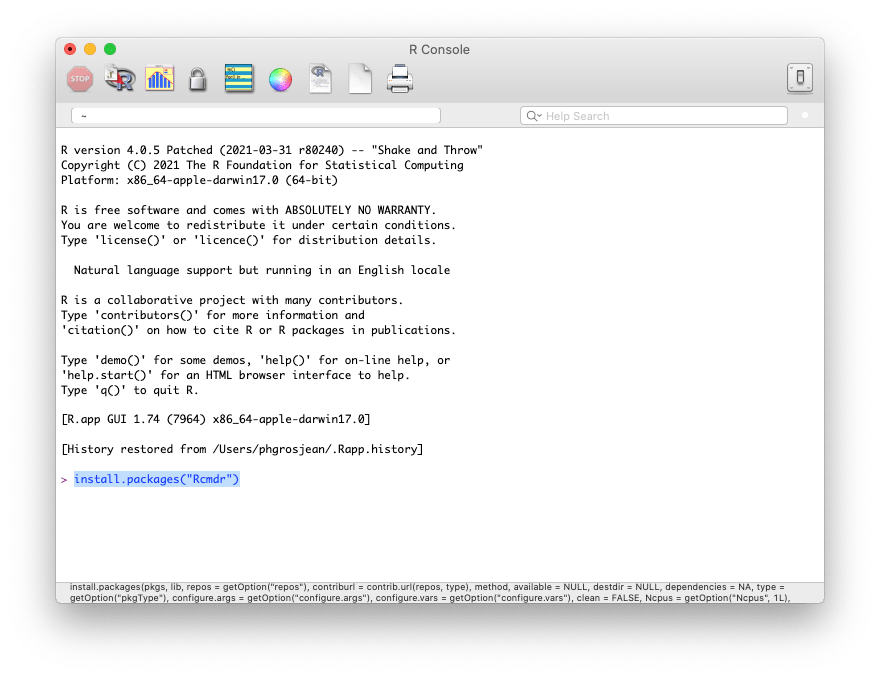 R Console
STOP
~
Help Search
R version 4.0.5 Patched (2021-03-31 r80240) -- "Shake and Throw"
Copyright (C) 2021 The R Foundation for Statistical Computing
Platform: x86_64-apple-darwin17.0 (64-bit)
R is free software and comes with ABSOLUTELY NO WARRANTY.
You are welcome to redistribute it under certain conditions.
Type 'license()' or 'licence()' for distribution details.
Natural language support but running in an English locale
R is a collaborative project with many contributors.
Type 'contributors()' for more information and
'citation()' on how to cite R or R packages in publications.
Type 'demo()' for some demos, 'help()' for on-line help, or
'help.start()' for an HTML browser interface to help.
Type 'q()' to quit R.
[R.app GUI 1.74 (7964) x86_64-apple-darwin17.0]
[History restored from /Users/phgrosjean/.Rapp.history]
> install.packages("Rcmdr")
install.packages(pkgs, lib, repos = getOption("repos"), contriburl = contrib.url(repos, type), method, available = NULL, destdir = NULL, dependencies = NA, type =
getOption("pkgType"), configure.args = getOption("configure.args"), configure.vars = getOption("configure.vars"), clean = FALSE, Ncpus = getOption("Ncpus", 1L),